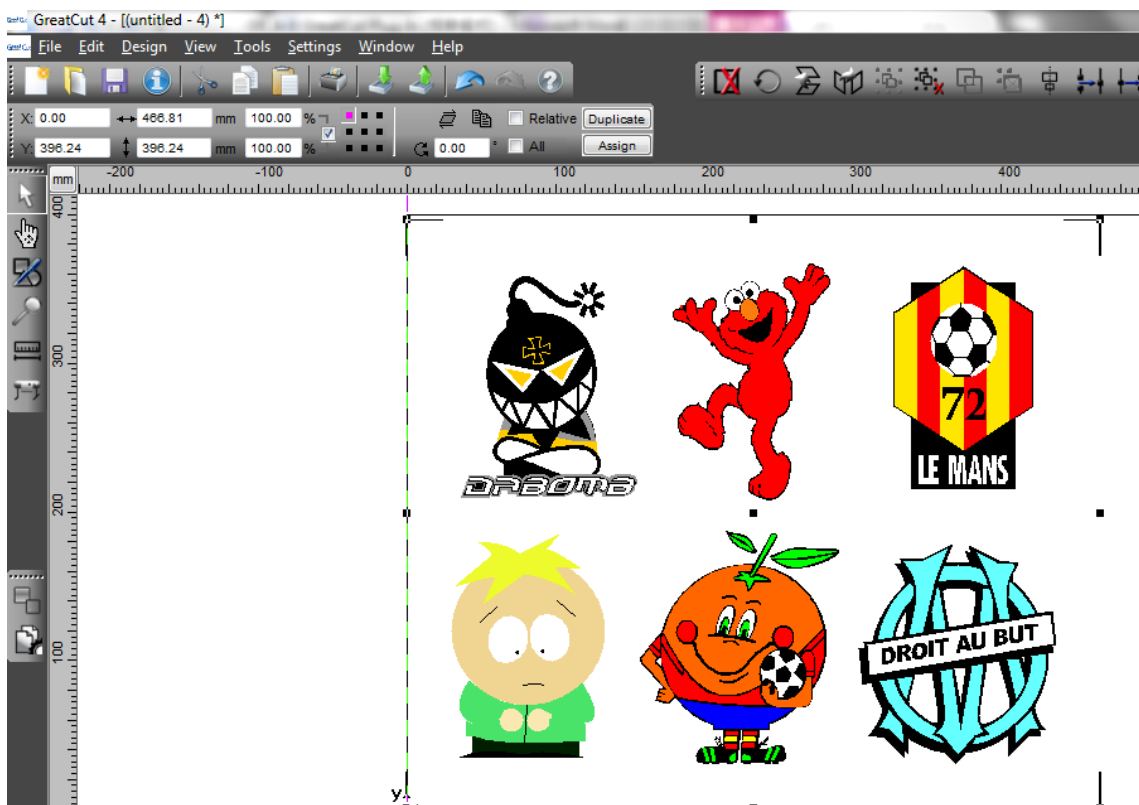 GreatCut 4 - [(untitled - 4) *]
File Edit Design View Tools Settings Window Help
X: 0.00 466.81 mm 100.00 % Relative Duplicate
Y: 396.24 396.24 mm 100.00 % 0.00 ° All Assign
mm -200 -100 0 100 200 300 400
400
300
200
100
72
LE MANS
DABOMB
DROIT AU BUT
y